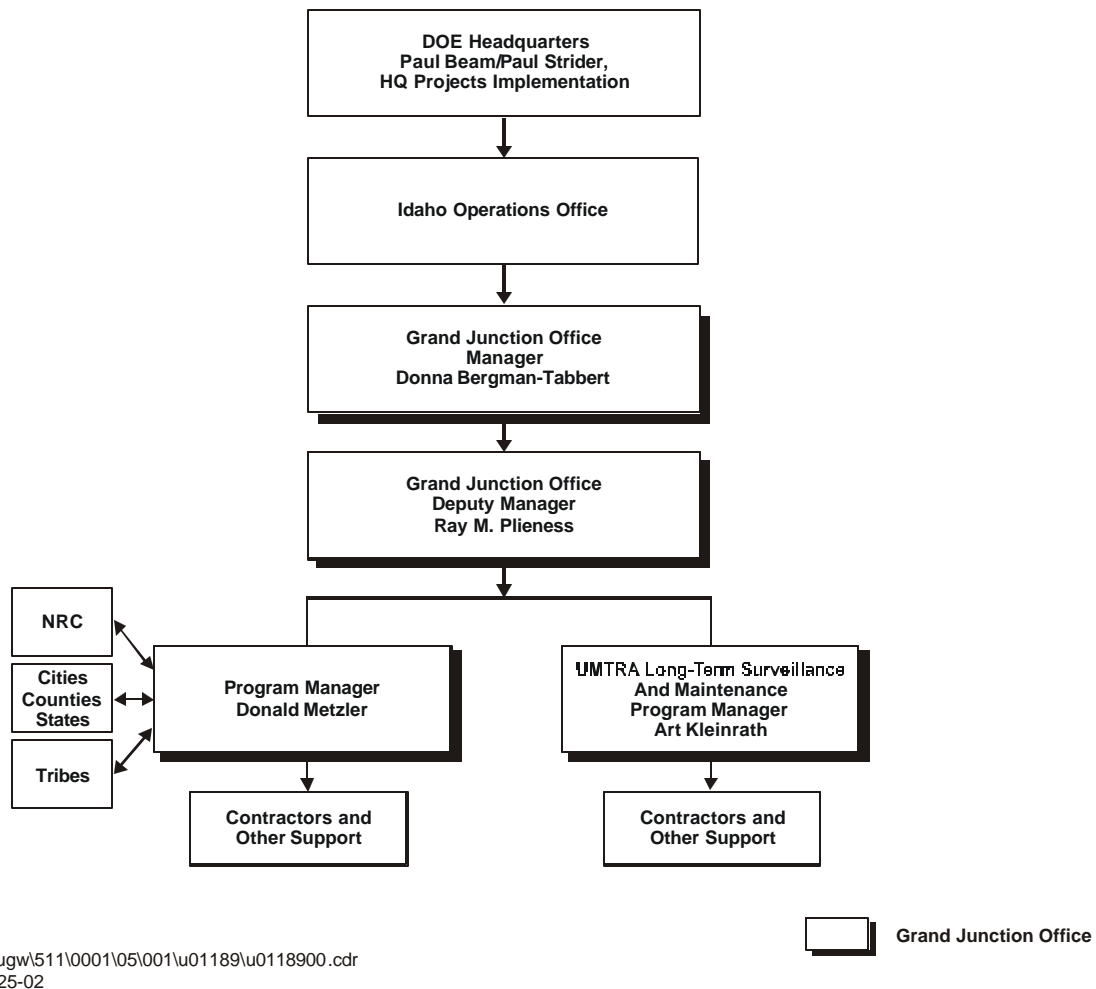 DOE Headquarters
Paul Beam/Paul Strider,
HQ Projects Implementation
Idaho Operations Office
Grand Junction Office
Manager
Donna Bergman-Tabbert
Grand Junction Office
Deputy Manager
Ray M. Plieness
NRC
Cities
Counties
States
Tribes
Program Manager
Donald Metzler
UMTRA Long-Term Surveillance
And Maintenance
Program Manager
Art Kleinrath
Contractors and
Other Support
Contractors and
Other Support
Grand Junction Office
ugw\511\0001\05\001\u01189\u0118900.cdr
25-02